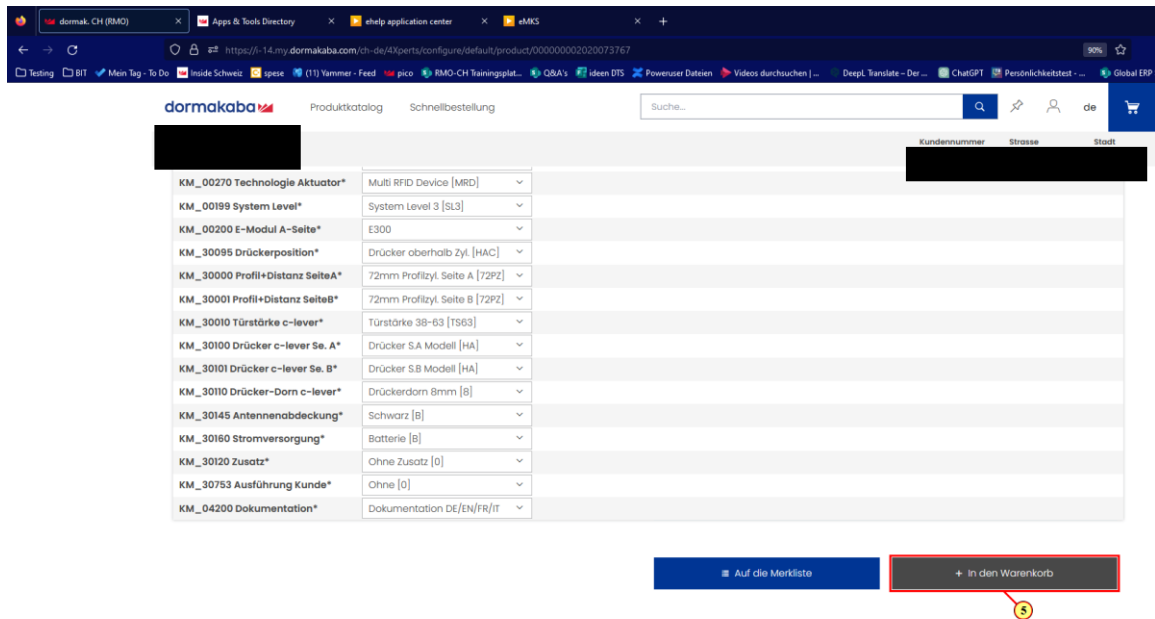 dormak. CH (RMO)
Apps & Tools Directory
ehelp application center
eMKS
https://i-14.my.dormakaba.com/ch-de/4Xperts/configure/default/product/000000002020073767
90%
Testing
BIT
Mein Tag - To Do
Inside Schweiz
spese
(11) Yammer - Feed
pico
RMO-CH Trainingsplat...
Q&A's
ideen DTS
Poweruser Dateien
Videos durchsuchen | ...
DeepL Translate – Der ...
ChatGPT
Persönlichkeitstest - ...
Global ERP
dormakaba
Produktkatalog
Schnellbestellung
Suche...
de
Kundennummer
Strasse
Stadt
KM_00270 Technologie Aktuator* Multi RFID Device [MRD]
KM_00199 System Level* System Level 3 [SL3]
KM_00200 E-Modul A-Seite* E300
KM_30095 Drückerposition* Drücker oberhalb Zyl. [HAC]
KM_30000 Profil+Distanz SeiteA* 72mm Profilzyl. Seite A [72PZ]
KM_30001 Profil+Distanz SeiteB* 72mm Profilzyl. Seite B [72PZ]
KM_30010 Türstärke c-lever* Türstärke 38-63 [TS63]
KM_30100 Drücker c-lever Se. A* Drücker S.A Modell [HA]
KM_30101 Drücker c-lever Se. B* Drücker S.B Modell [HA]
KM_30110 Drücker-Dorn c-lever* Drückerdorn 8mm [8]
KM_30145 Antennenabdeckung* Schwarz [B]
KM_30160 Stromversorgung* Batterie [B]
KM_30120 Zusatz* Ohne Zusatz [0]
KM_30753 Ausführung Kunde* Ohne [0]
KM_04200 Dokumentation* Dokumentation DE/EN/FR/IT
Auf die Merkliste
+ In den Warenkorb
5